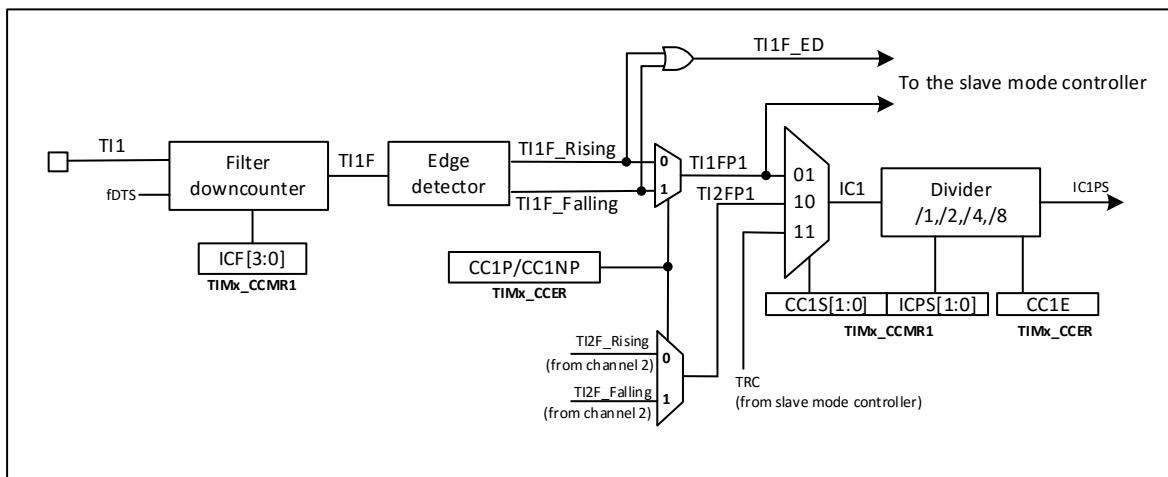 TI1F_ED
To the slave mode controller
TI1
Filter
downcounter
fDTS
TI1F
Edge
detector
TI1F_Rising
TI1F_Falling
0
1
TI1FP1
TI2FP1
01
10
11
IC1
Divider
/1,/2,/4,/8
IC1PS
ICF[3:0]
TIMx_CCMR1
CC1P/CC1NP
TIMx_CCER
CC1S[1:0]
ICPS[1:0]
TIMx_CCMR1
CC1E
TIMx_CCER
TI2F_Rising
(from channel 2)
TI2F_Falling
(from channel 2)
0
1
TRC
(from slave mode controller)